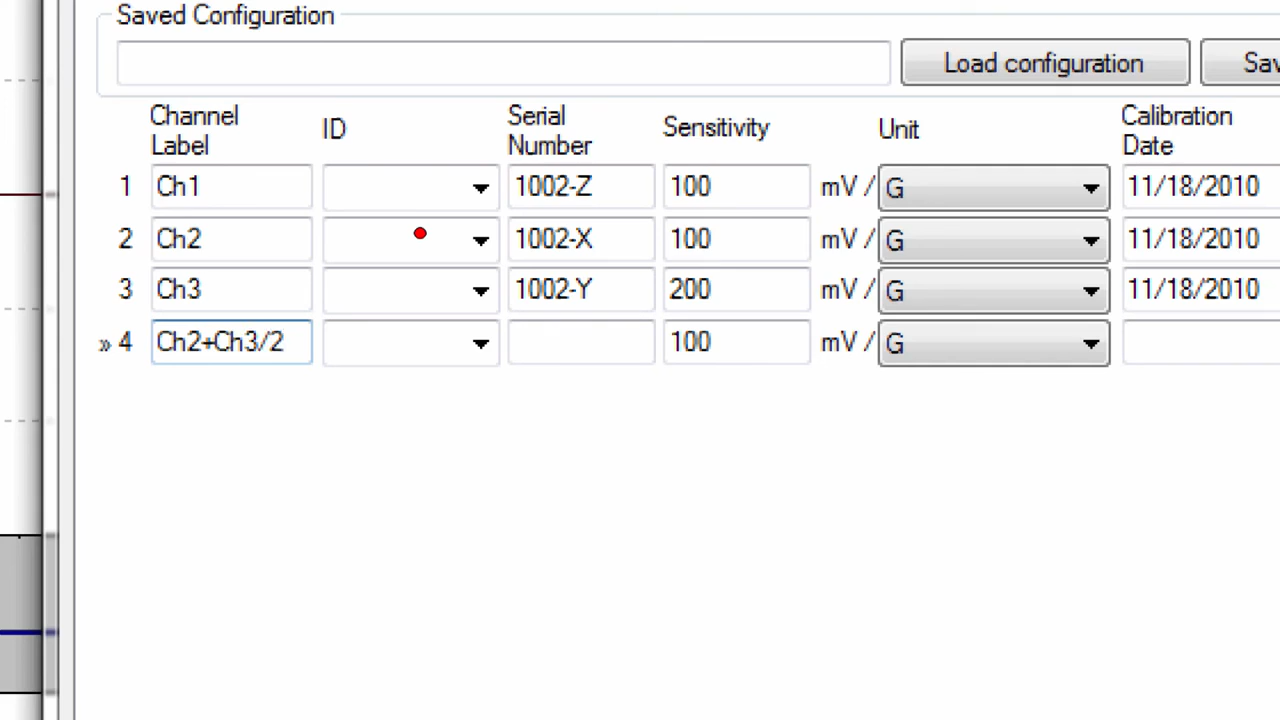 Saved Configuration
Load configuration Sav
Channel Label ID Serial Number Sensitivity Unit Calibration Date
1 Ch1 1002-Z 100 mV / G 11/18/2010
2 Ch2 1002-X 100 mV / G 11/18/2010
3 Ch3 1002-Y 200 mV / G 11/18/2010
» 4 Ch2+Ch3/2 100 mV / G